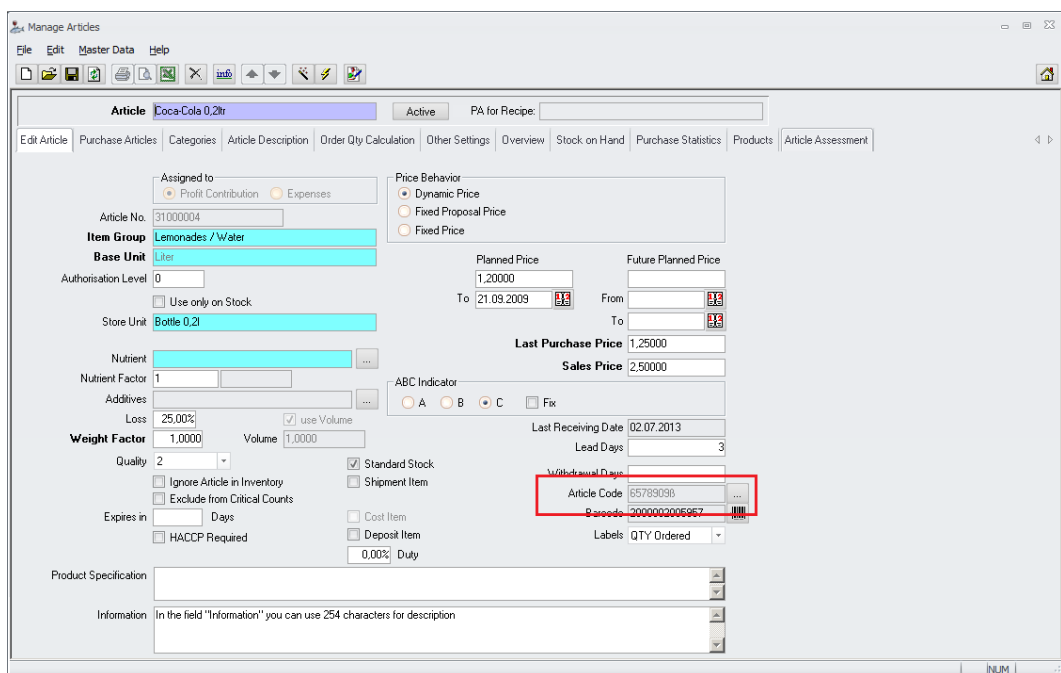 Manage Articles
File Edit Master Data Help
info
Article Coca-Cola 0,2ltr Active PA for Recipe:
Edit Article Purchase Articles Categories Article Description Order Qty Calculation Other Settings Overview Stock on Hand Purchase Statistics Products Article Assessment
Assigned to Price Behavior
Profit Contribution Expenses Dynamic Price
Fixed Proposal Price
Article No. 31000004
Fixed Price
Item Group Lemonades / Water
Base Unit Liter Planned Price Future Planned Price
Authorisation Level 0 1,20000
Use only on Stock To 21.09.2009 From
Store Unit Bottle 0,2l To
Last Purchase Price 1,25000
Nutrient Sales Price 2,50000
Nutrient Factor 1 ABC Indicator
Additives ... A B C Fix
Loss 25,00% use Volume Last Receiving Date 02.07.2013
Weight Factor 1,0000 Volume 1,0000 Lead Days 3
Quality 2 Standard Stock Withdrawal Days
Ignore Article in Inventory Shipment Item Article Code 65789098 ...
Exclude from Critical Counts Barcode 2000002005957
Expires in Days Cost Item
HACCP Required Deposit Item Labels QTY Ordered
0,00% Duty
Product Specification
Information In the field "Information" you can use 254 characters for description
NUM